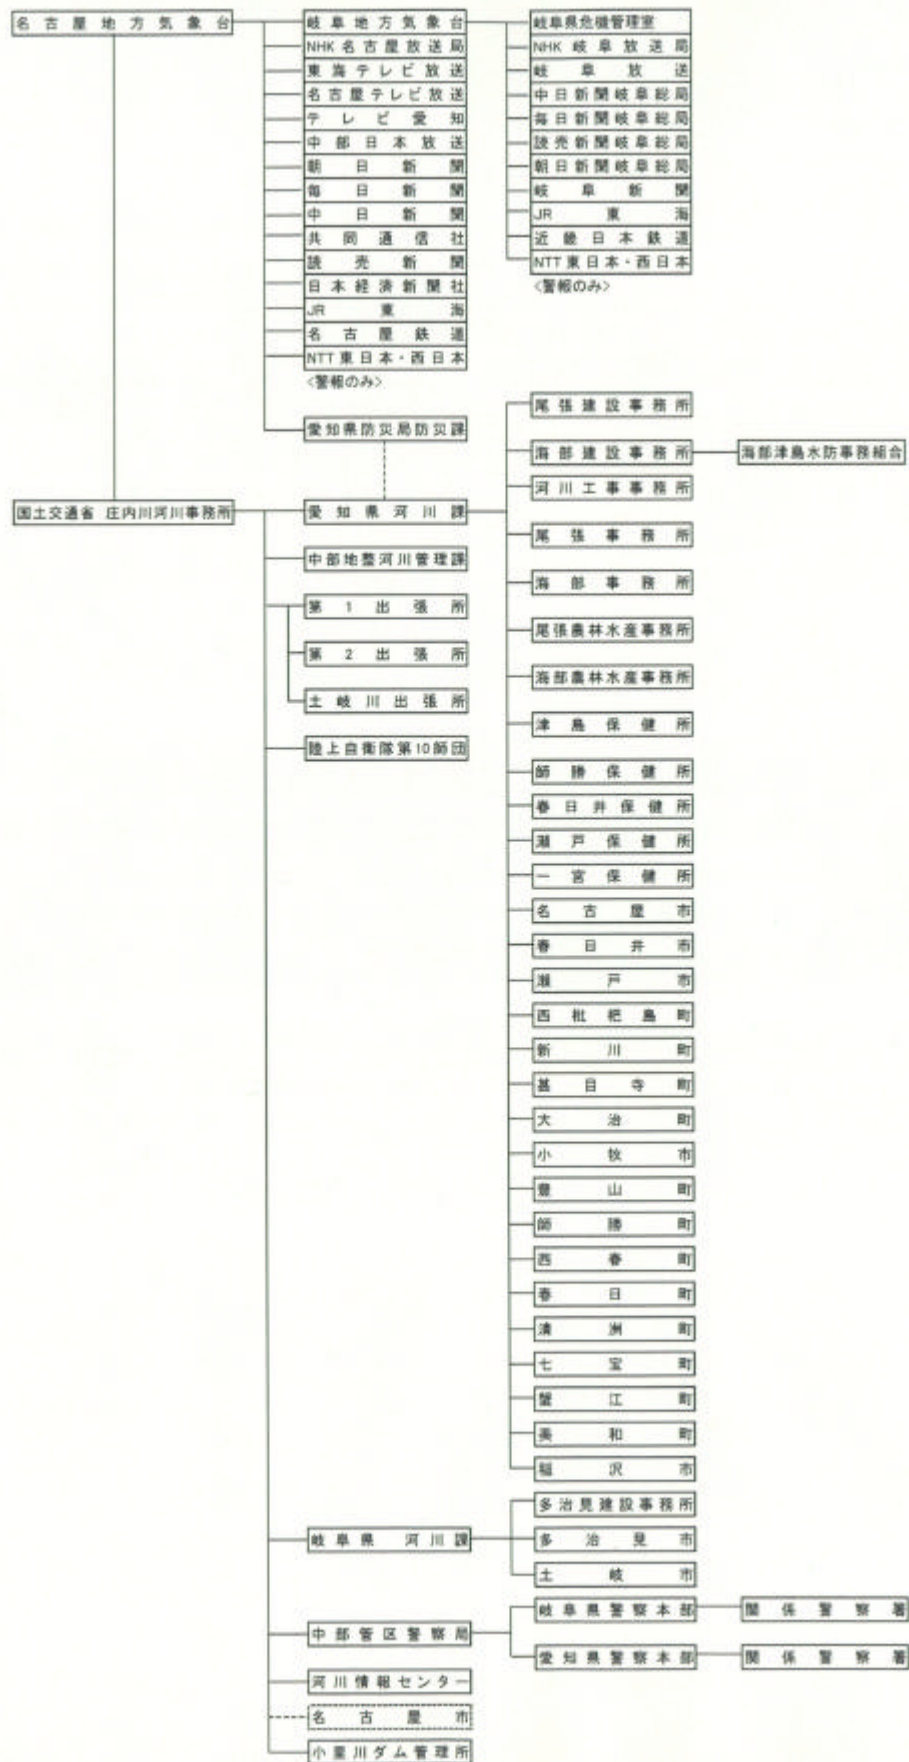 名古屋地方気象台
岐阜地方気象台
NHK名古屋放送局
東海テレビ放送
名古屋テレビ放送
テレビ愛知
中部日本放送
朝日新聞
毎日新聞
中日新聞
共同通信社
読売新聞
日本経済新聞社
JR東海
名古屋鉄道
NTT東日本・西日本
<警報のみ>
愛知県防災局防災課
岐阜県危機管理室
NHK岐阜放送局
岐阜放送
中日新聞岐阜総局
毎日新聞岐阜総局
読売新聞岐阜総局
朝日新聞岐阜総局
岐阜新聞
JR東海
近畿日本鉄道
NTT東日本・西日本
<警報のみ>
国土交通省 庄内川河川事務所
愛知県河川課
中部地整河川管理課
第1出張所
第2出張所
土岐川出張所
陸上自衛隊第10師団
尾張建設事務所
海部建設事務所
海部津島水防事務組合
河川工事事務所
尾張事務所
海部事務所
尾張農林水産事務所
海部農林水産事務所
津島保健所
師勝保健所
春日井保健所
瀬戸保健所
一宮保健所
名古屋市
春日井市
瀬戸市
西枇杷島町
新川町
甚目寺町
大治町
小牧市
豊山町
師勝町
西春町
春日町
清洲町
七宝町
蟹江町
美和町
稲沢市
岐阜県 河川課
多治見建設事務所
多治見市
土岐市
中部管区警察局
岐阜県警察本部
関係警察署
愛知県警察本部
関係警察署
河川情報センター
名古屋市
小里川ダム管理所